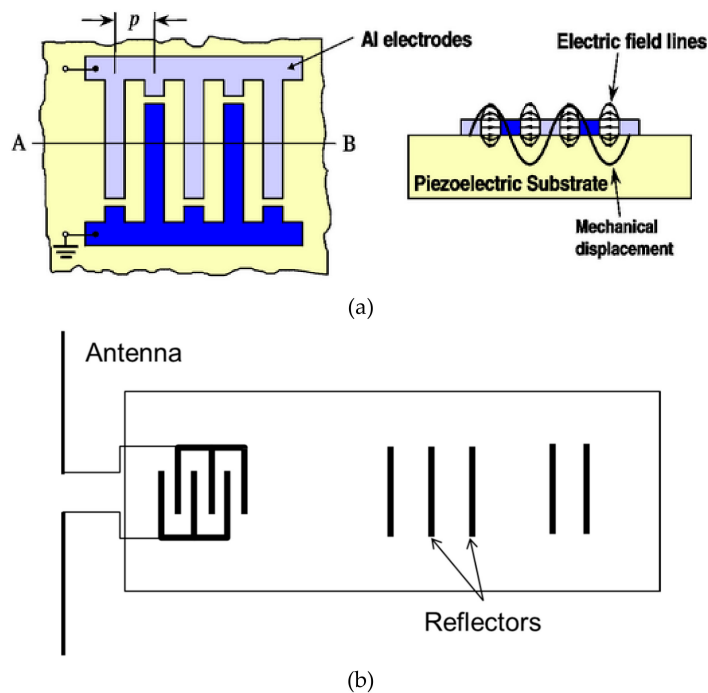 p
Al electrodes
A
B
Electric field lines
Piezoelectric Substrate
Mechanical
displacement
(a)
Antenna
Reflectors
(b)